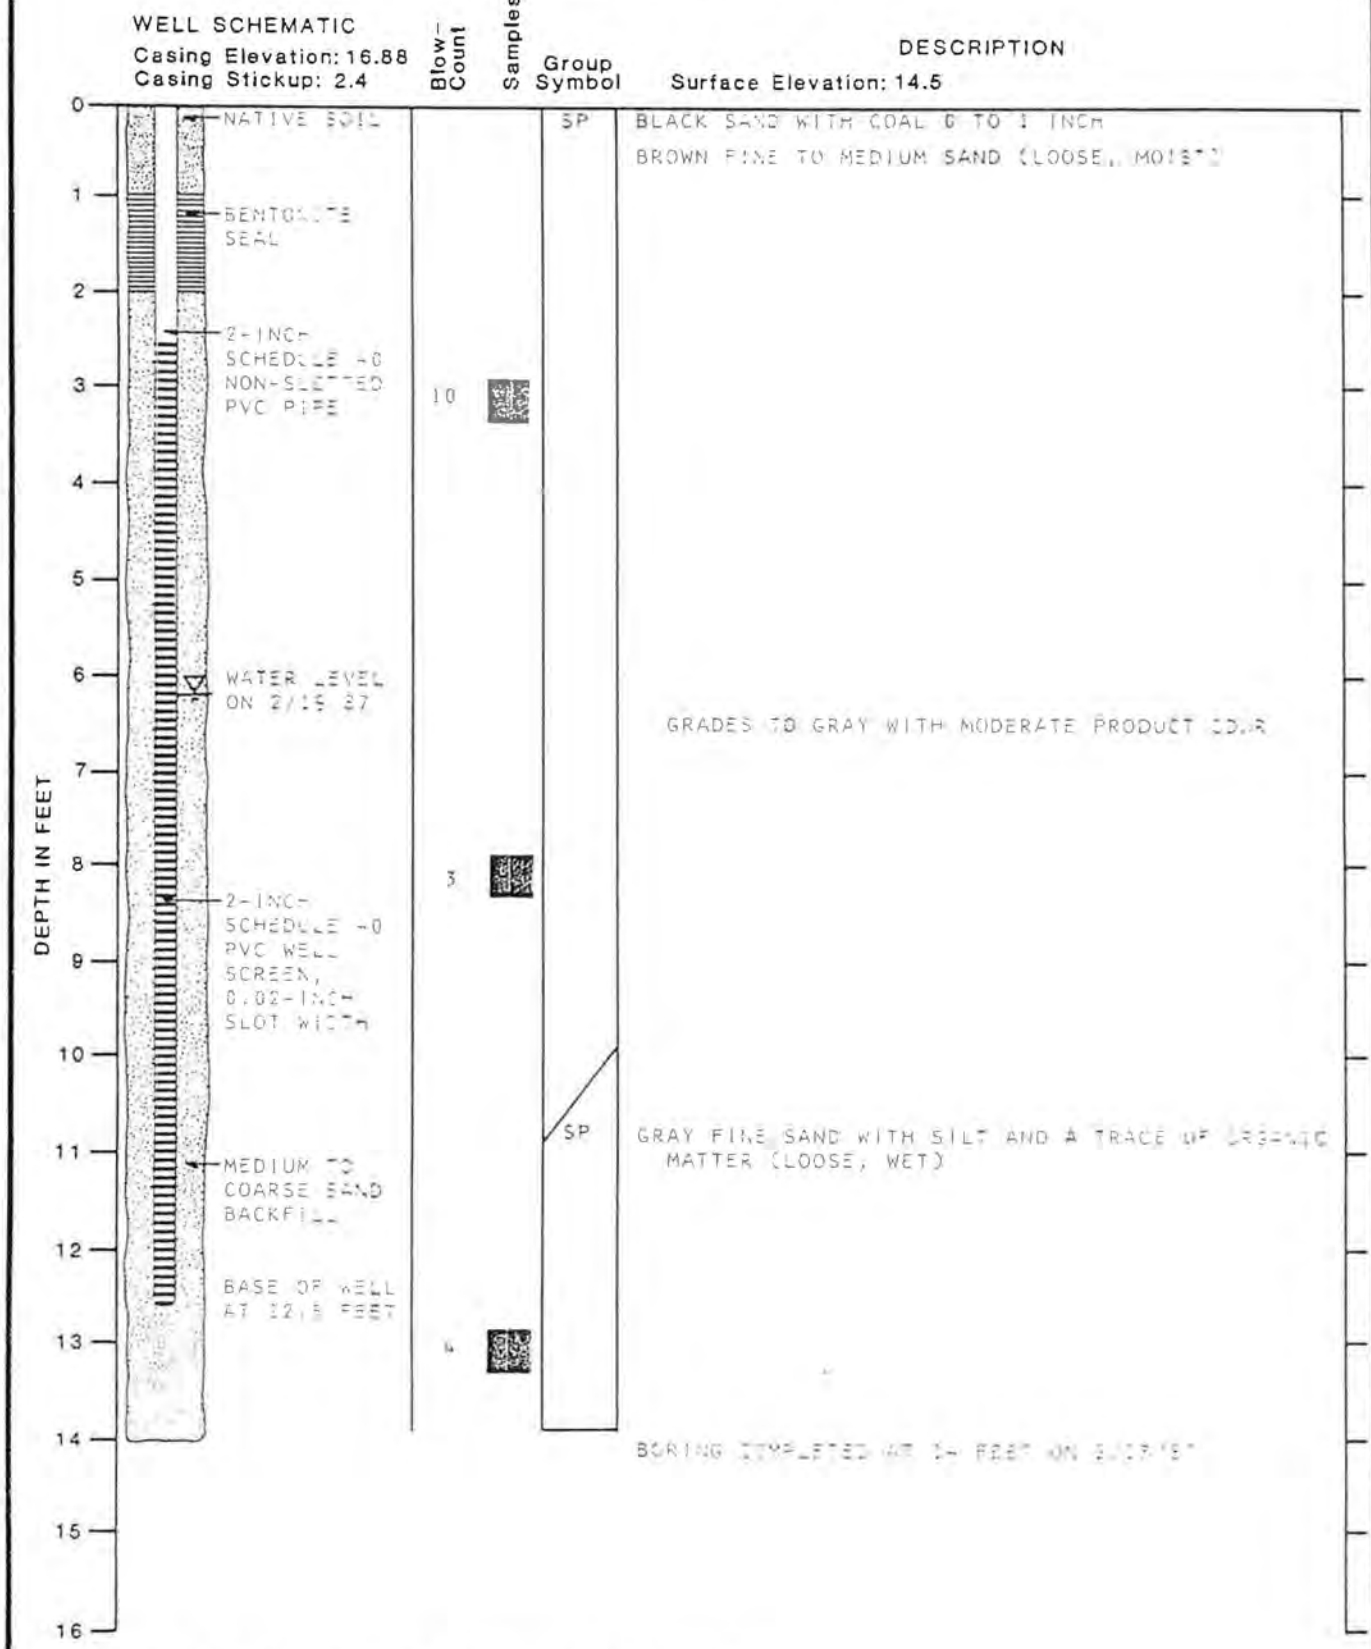 WELL SCHEMATIC
Casing Elevation: 16.88
Casing Stickup: 2.4
Blow-
Count
Samples
Group
Symbol
DESCRIPTION
Surface Elevation: 14.5
DEPTH IN FEET
0
1
2
3
4
5
6
7
8
9
10
11
12
13
14
15
16
NATIVE SOIL
BENTONITE
SEAL
2-INCH
SCHEDULE 40
NON-SLOTTED
PVC PIPE
WATER LEVEL
ON
2-INCH
SCHEDULE 40
PVC WELL
SCREEN,
0.02-INCH
SLOT WIDTH
MEDIUM TO
COARSE SAND
BACKFILL
BASE OF WELL
AT FEET
10
3
SP
SP
BLACK SAND WITH COAL 0 TO 1 INCH
BROWN FINE TO MEDIUM SAND (LOOSE, MOIST)
GRADES TO GRAY WITH MODERATE PRODUCT ODOR
GRAY FINE SAND WITH SILT AND A TRACE OF ORGANIC
MATTER (LOOSE, WET)
BORING COMPLETED AT 14 FEET ON